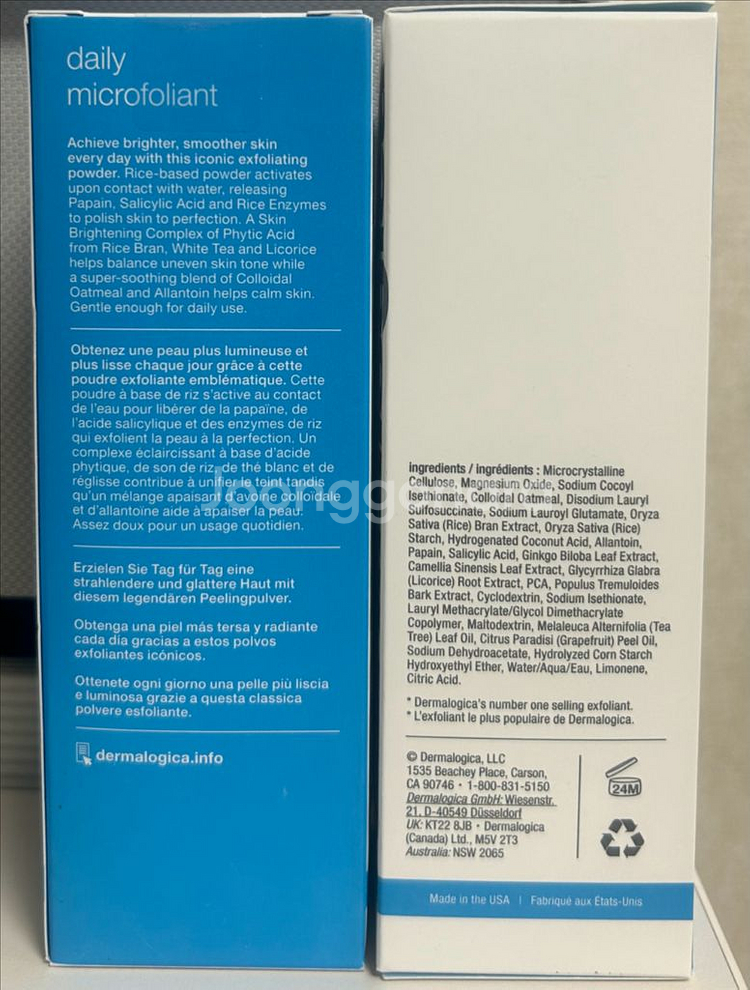 daily
microfoliant
Achieve brighter, smoother skin
every day with this iconic exfoliating
powder. Rice-based powder activates
upon contact with water, releasing
Papain, Salicylic Acid and Rice Enzymes
to polish skin to perfection. A Skin
Brightening Complex of Phytic Acid
from Rice Bran, White Tea and Licorice
helps balance uneven skin tone while
a super-soothing blend of Colloidal
Oatmeal and Allantoin helps calm skin.
Gentle enough for daily use.
Obtenez une peau plus lumineuse et
plus lisse chaque jour grâce à cette
poudre exfoliante emblématique. Cette
poudre à base de riz s'active au contact
de l'eau pour libérer de la papaïne, de
l'acide salicylique et des enzymes de riz
qui exfolient la peau à la perfection. Un
complexe éclaircissant à base d'acide
phytique, de son de riz, de thé blanc et de
réglisse contribue à unifier le teint tandis
qu'un mélange apaisant d'avoine colloïdale
et d'allantoïne aide à apaiser la peau.
Assez doux pour un usage quotidien.
Erzielen Sie Tag für Tag eine
strahlendere und glattere Haut mit
diesem legendären Peelingpulver.
Obtenga una piel más tersa y radiante
cada día gracias a estos polvos
exfoliantes icónicos.
Ottenete ogni giorno una pelle più liscia
e luminosa grazie a questa classica
polvere esfoliante.
dermalogica.info
ingredients / ingrédients : Microcrystalline
Cellulose, Magnesium Oxide, Sodium Cocoyl
Isethionate, Colloidal Oatmeal, Disodium Lauryl
Sulfosuccinate, Sodium Lauroyl Glutamate, Oryza
Sativa (Rice) Bran Extract, Oryza Sativa (Rice)
Starch, Hydrogenated Coconut Acid, Allantoin,
Papain, Salicylic Acid, Ginkgo Biloba Leaf Extract,
Camellia Sinensis Leaf Extract, Glycyrrhiza Glabra
(Licorice) Root Extract, PCA, Populus Tremuloides
Bark Extract, Cyclodextrin, Sodium Isethionate,
Lauryl Methacrylate/Glycol Dimethacrylate
Copolymer, Maltodextrin, Melaleuca Alternifolia (Tea
Tree) Leaf Oil, Citrus Paradisi (Grapefruit) Peel Oil,
Sodium Dehydroacetate, Hydrolyzed Corn Starch
Hydroxyethyl Ether, Water/Aqua/Eau, Limonene,
Citric Acid.
* Dermalogica's number one selling exfoliant.
* L'exfoliant le plus populaire de Dermalogica.
© Dermalogica, LLC
1535 Beachey Place, Carson,
CA 90746 • 1-800-831-5150
Dermalogica GmbH: Wiesenstr.
21, D-40549 Düsseldorf
UK: KT22 8JB • Dermalogica
(Canada) Ltd., M5V 2T3
Australia: NSW 2065
24M
Made in the USA | Fabriqué aux États-Unis